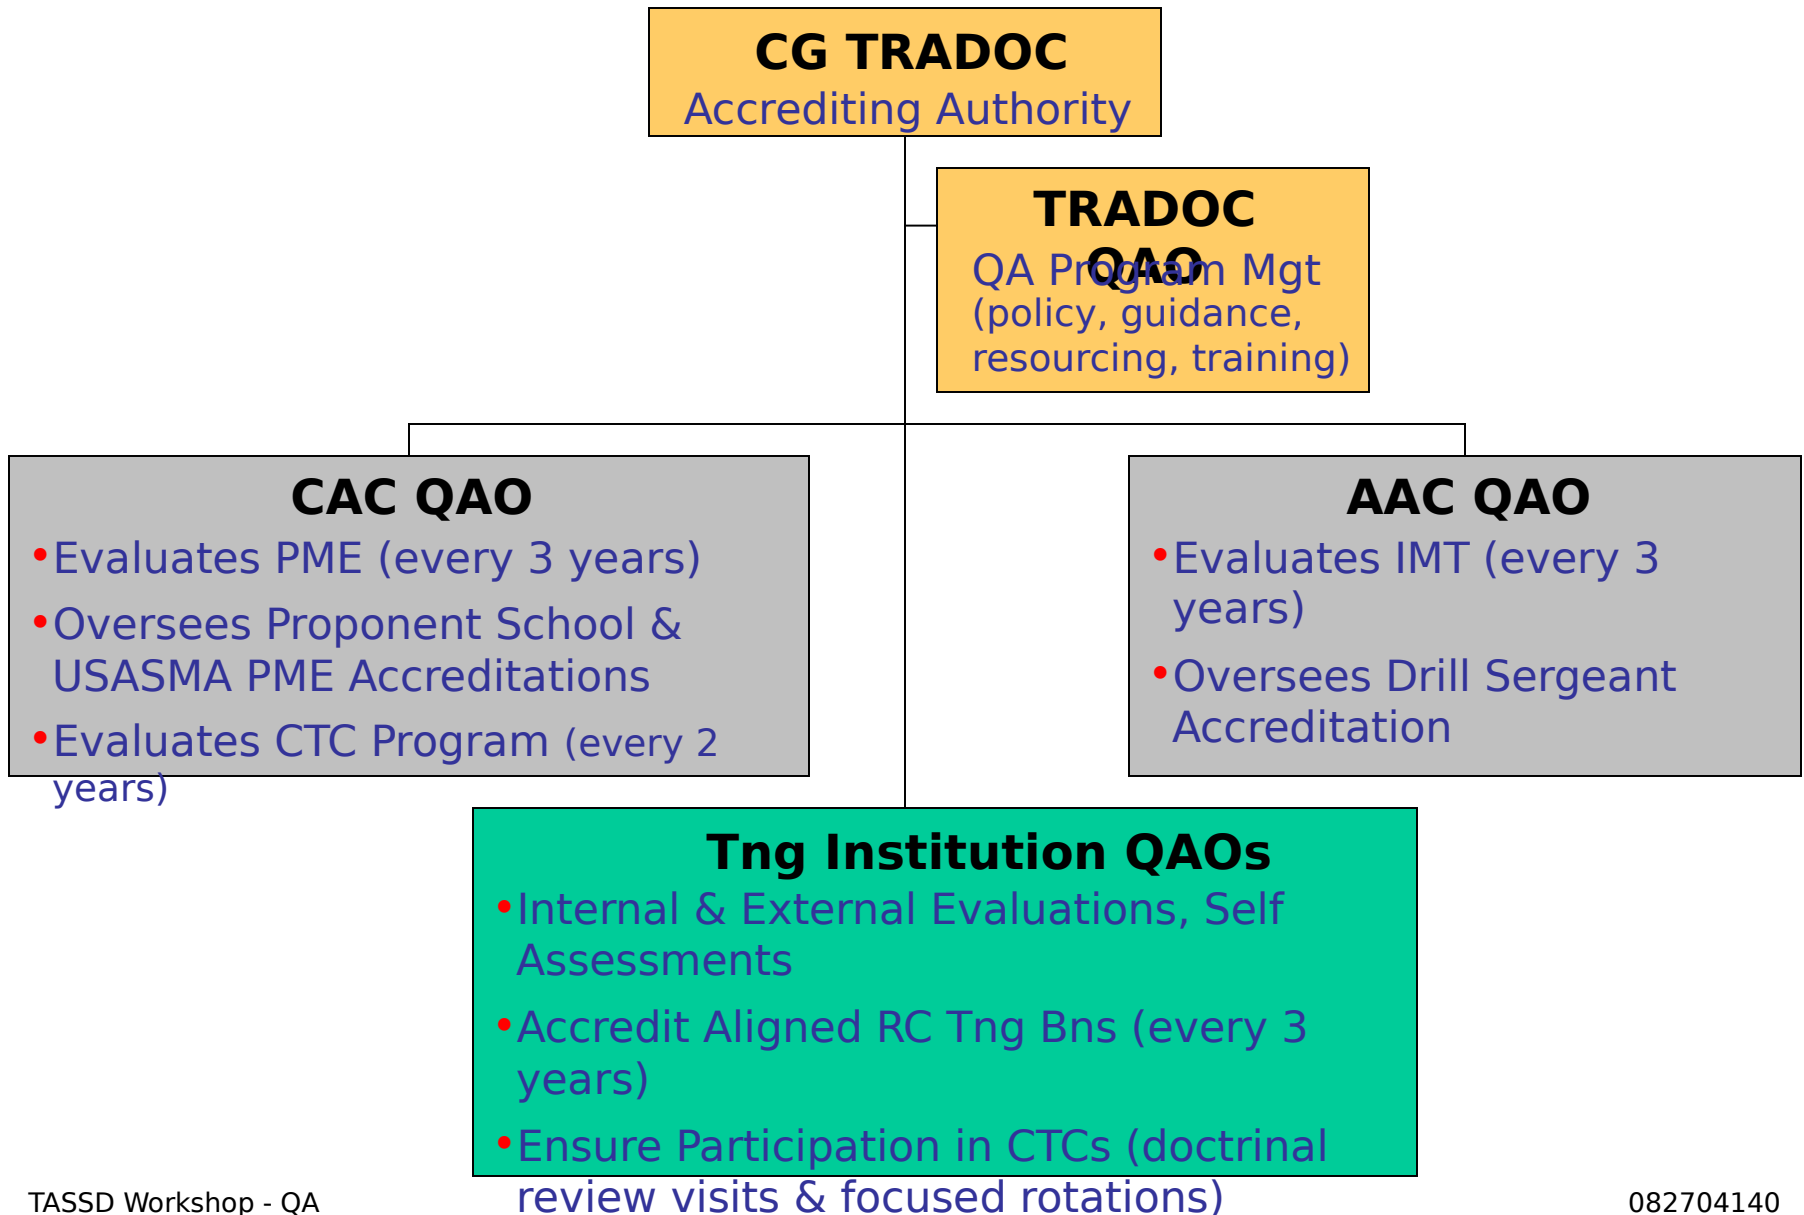 CG TRADOC
Accrediting Authority
TRADOC
QAO
QA Program Mgt
(policy, guidance,
resourcing, training)
CAC QAO
•Evaluates PME (every 3 years)
•Oversees Proponent School &
USASMA PME Accreditations
•Evaluates CTC Program (every 2
years)
AAC QAO
•Evaluates IMT (every 3
years)
•Oversees Drill Sergeant
Accreditation
Tng Institution QAOs
•Internal & External Evaluations, Self
Assessments
•Accredit Aligned RC Tng Bns (every 3
years)
•Ensure Participation in CTCs (doctrinal
review visits & focused rotations)
TASSD Workshop - QA
082704140